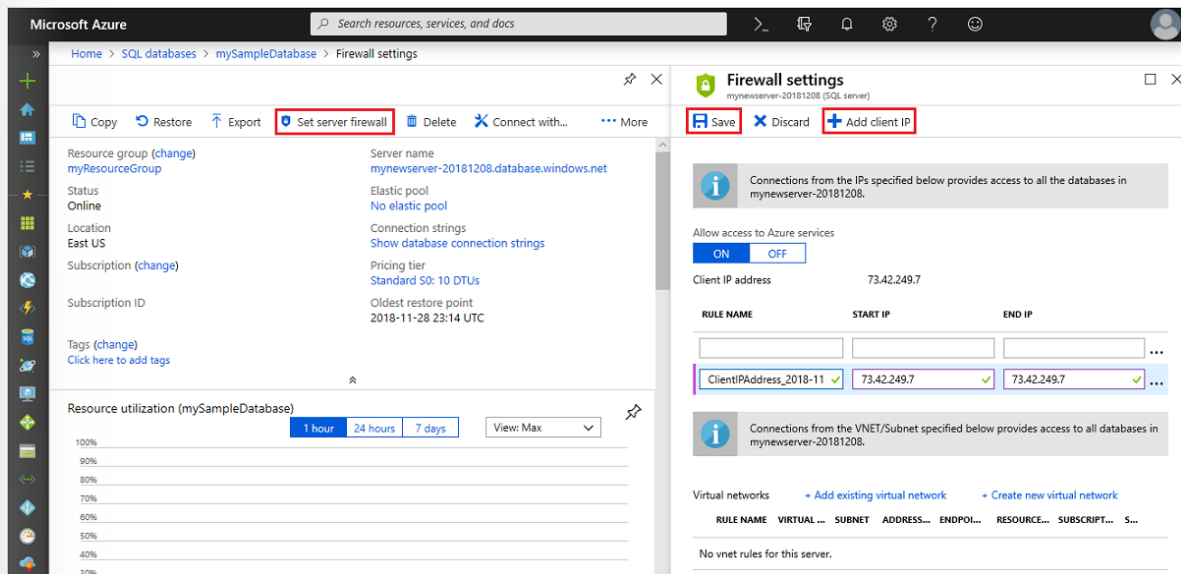 Microsoft Azure
Search resources, services, and docs
Home > SQL databases > mySampleDatabase > Firewall settings
Copy Restore Export Set server firewall Delete Connect with... ··· More
Resource group (change)
myResourceGroup
Status
Online
Location
East US
Subscription (change)
Subscription ID
Tags (change)
Click here to add tags
Server name
mynewserver-20181208.database.windows.net
Elastic pool
No elastic pool
Connection strings
Show database connection strings
Pricing tier
Standard S0: 10 DTUs
Oldest restore point
2018-11-28 23:14 UTC
Resource utilization (mySampleDatabase)
1 hour 24 hours 7 days View: Max
100%
90%
80%
70%
60%
50%
40%
30%
Firewall settings
mynewserver-20181208 (SQL server)
Save Discard Add client IP
Connections from the IPs specified below provides access to all the databases in
mynewserver-20181208.
Allow access to Azure services
ON OFF
Client IP address 73.42.249.7
RULE NAME START IP END IP
ClientIPAddress_2018-11 73.42.249.7 73.42.249.7
Connections from the VNET/Subnet specified below provides access to all databases in
mynewserver-20181208.
Virtual networks + Add existing virtual network + Create new virtual network
RULE NAME VIRTUAL ... SUBNET ADDRESS... ENDPOI... RESOURCE... SUBSCRIPT... S...
No vnet rules for this server.